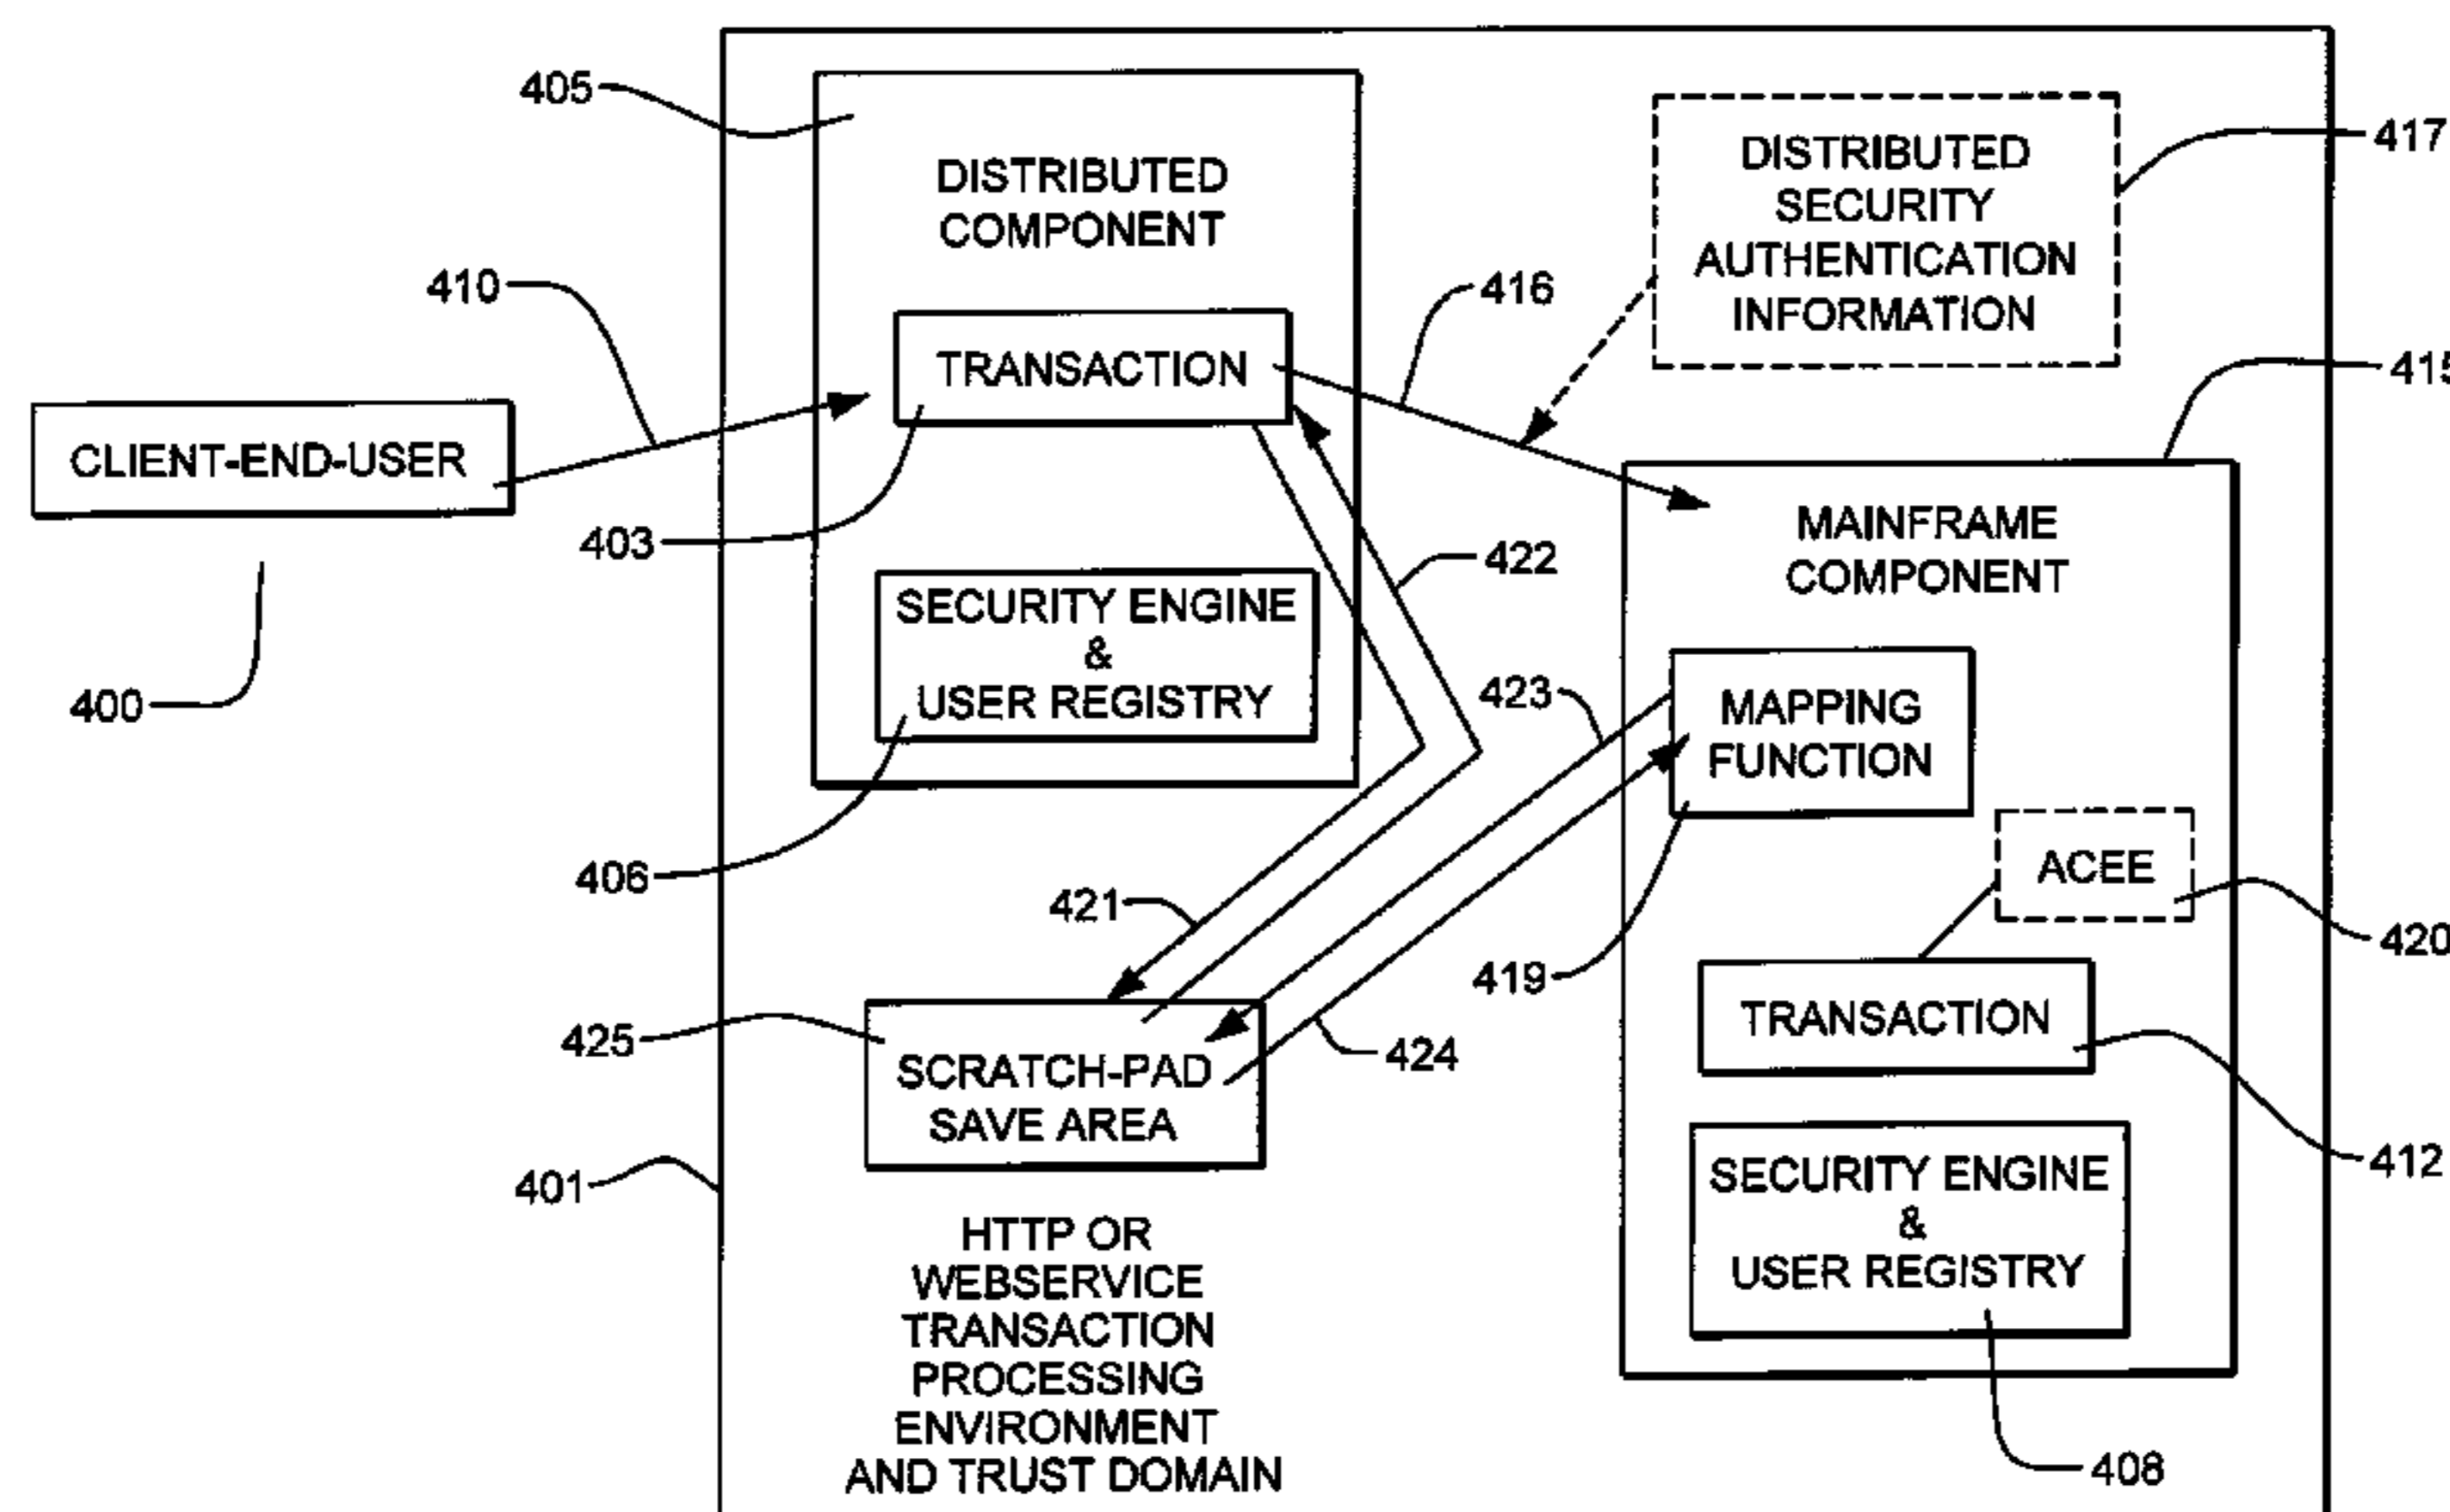 405
DISTRIBUTED
COMPONENT
DISTRIBUTED
SECURITY
AUTHENTICATION
INFORMATION
417
410
416
TRANSACTION
415
CLIENT-END-USER
403
MAINFRAME
COMPONENT
422
SECURITY ENGINE
&
USER REGISTRY
400
423
MAPPING
FUNCTION
406
421
ACEE
420
419
425
SCRATCH-PAD
SAVE AREA
424
TRANSACTION
412
401
SECURITY ENGINE
&
USER REGISTRY
HTTP OR
WEBSERVICE
TRANSACTION
PROCESSING
ENVIRONMENT
AND TRUST DOMAIN
408